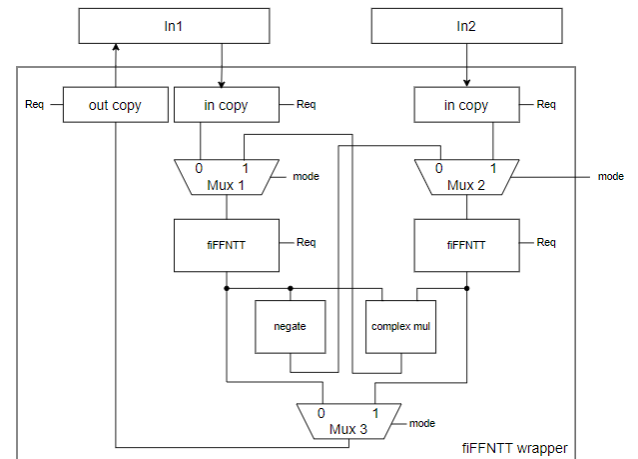 In1
In2
Req
out copy
in copy
Req
in copy
Req
0
1
Mux 1
mode
0
1
Mux 2
mode
fiFFNTT
Req
fiFFNTT
Req
negate
complex mul
0
1
Mux 3
mode
fiFFNTT wrapper